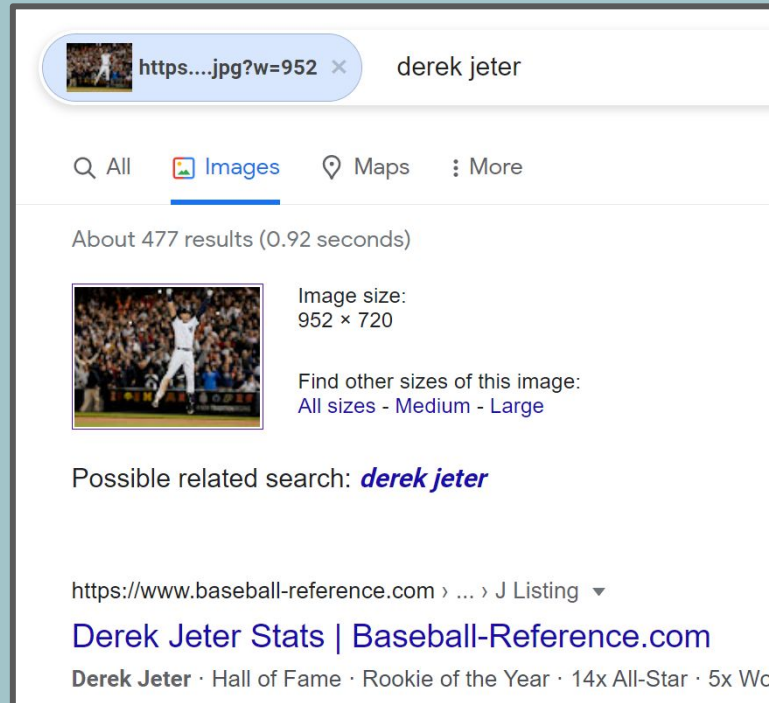 https....jpg?w=952 × derek jeter
All Images Maps More
About 477 results (0.92 seconds)
Image size:
952 × 720
Find other sizes of this image:
All sizes - Medium - Large
Possible related search: derek jeter
https://www.baseball-reference.com › ... › J Listing
Derek Jeter Stats | Baseball-Reference.com
Derek Jeter · Hall of Fame · Rookie of the Year · 14x All-Star · 5x Wo